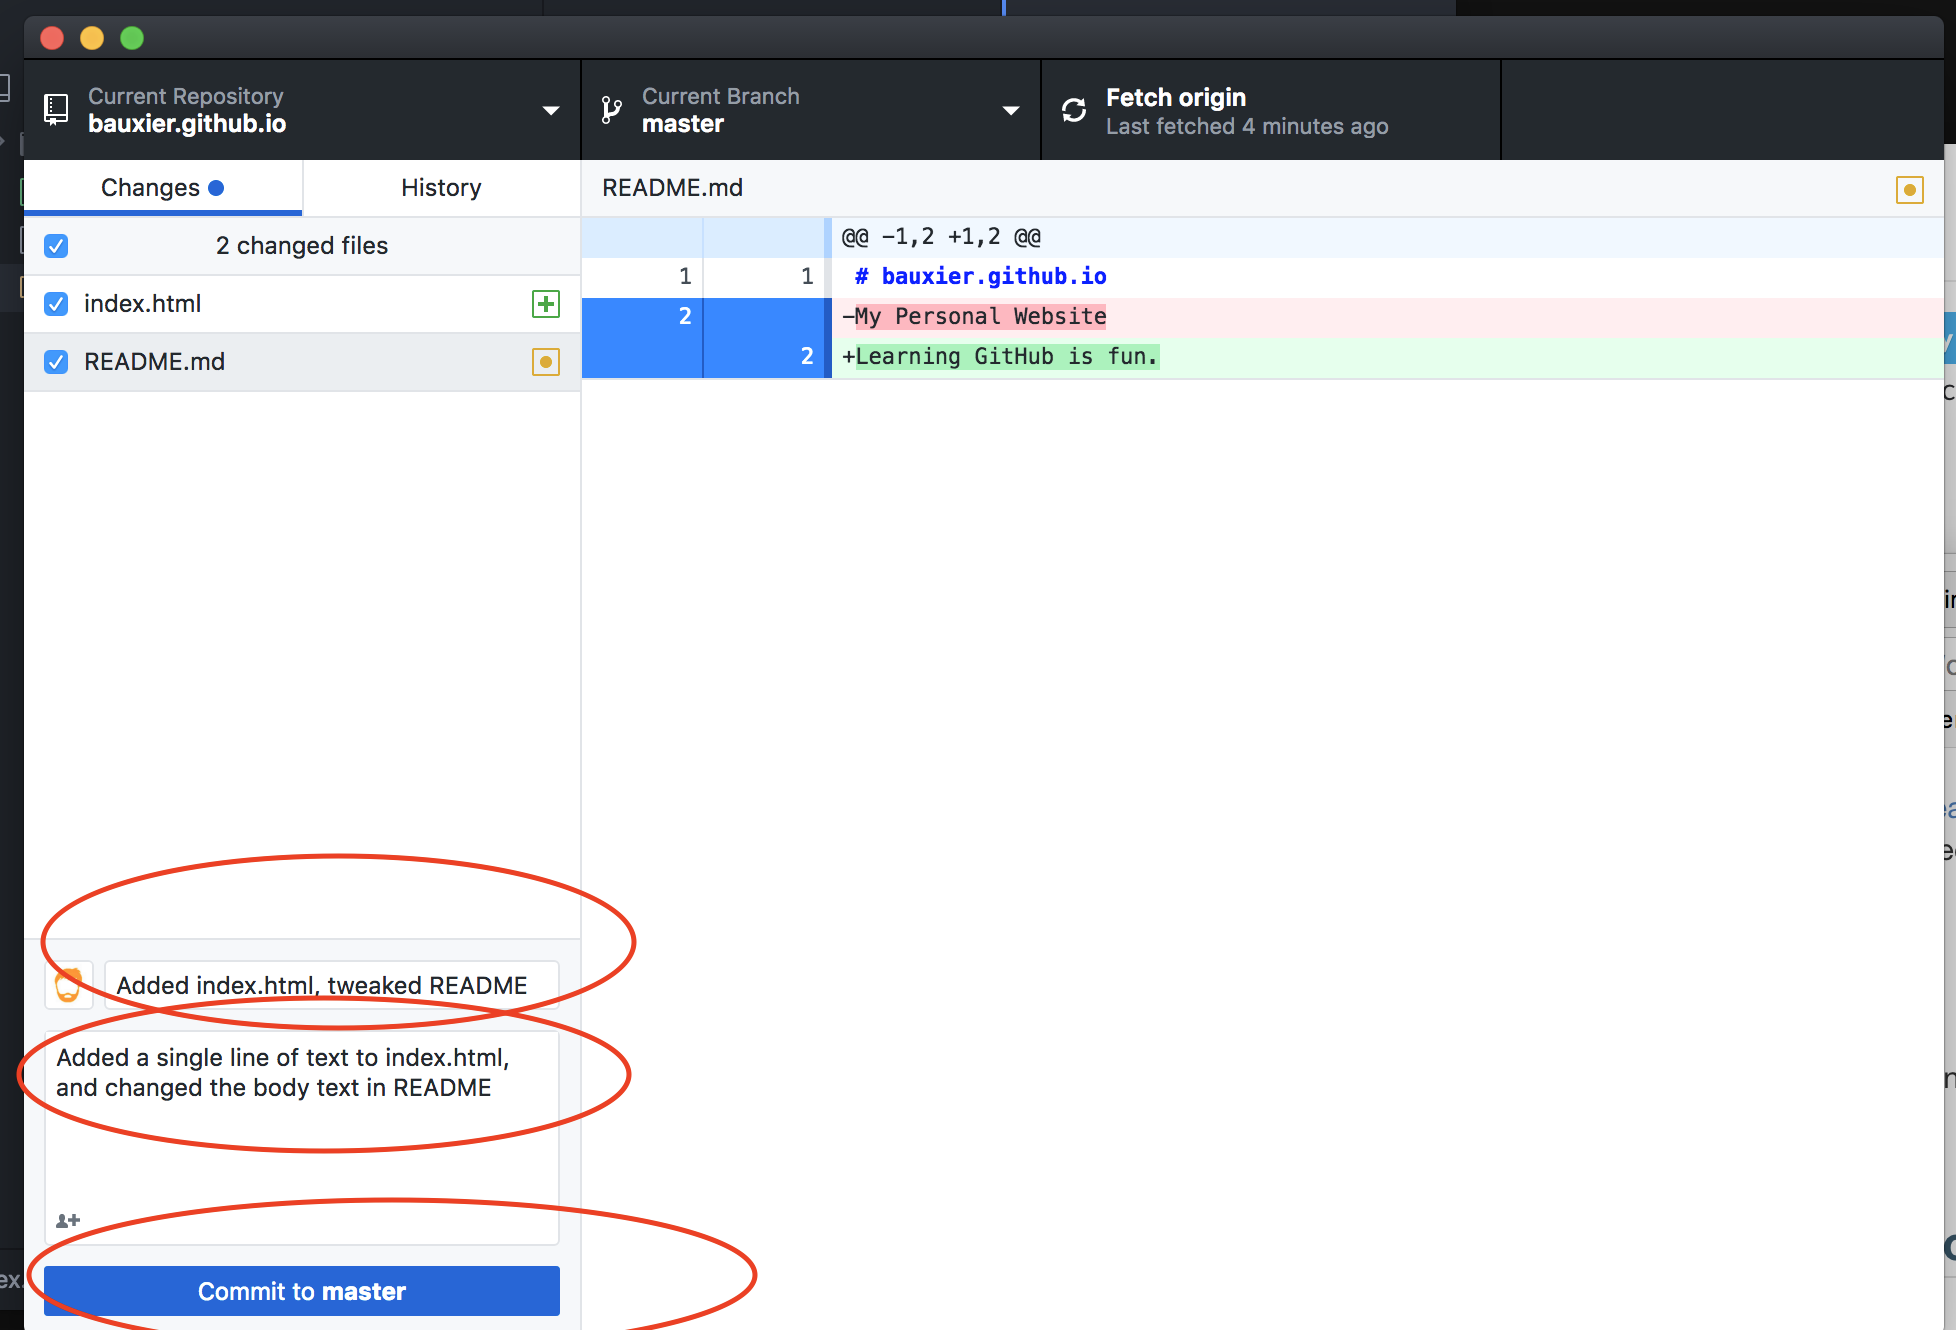 Current Repository
bauxier.github.io
Current Branch
master
Fetch origin
Last fetched 4 minutes ago
Changes
History
README.md
2 changed files
index.html
README.md
@@ -1,2 +1,2 @@
1 1 # bauxier.github.io
2 -My Personal Website
2 +Learning GitHub is fun.
Added index.html, tweaked README
Added a single line of text to index.html,
and changed the body text in README
Commit to master